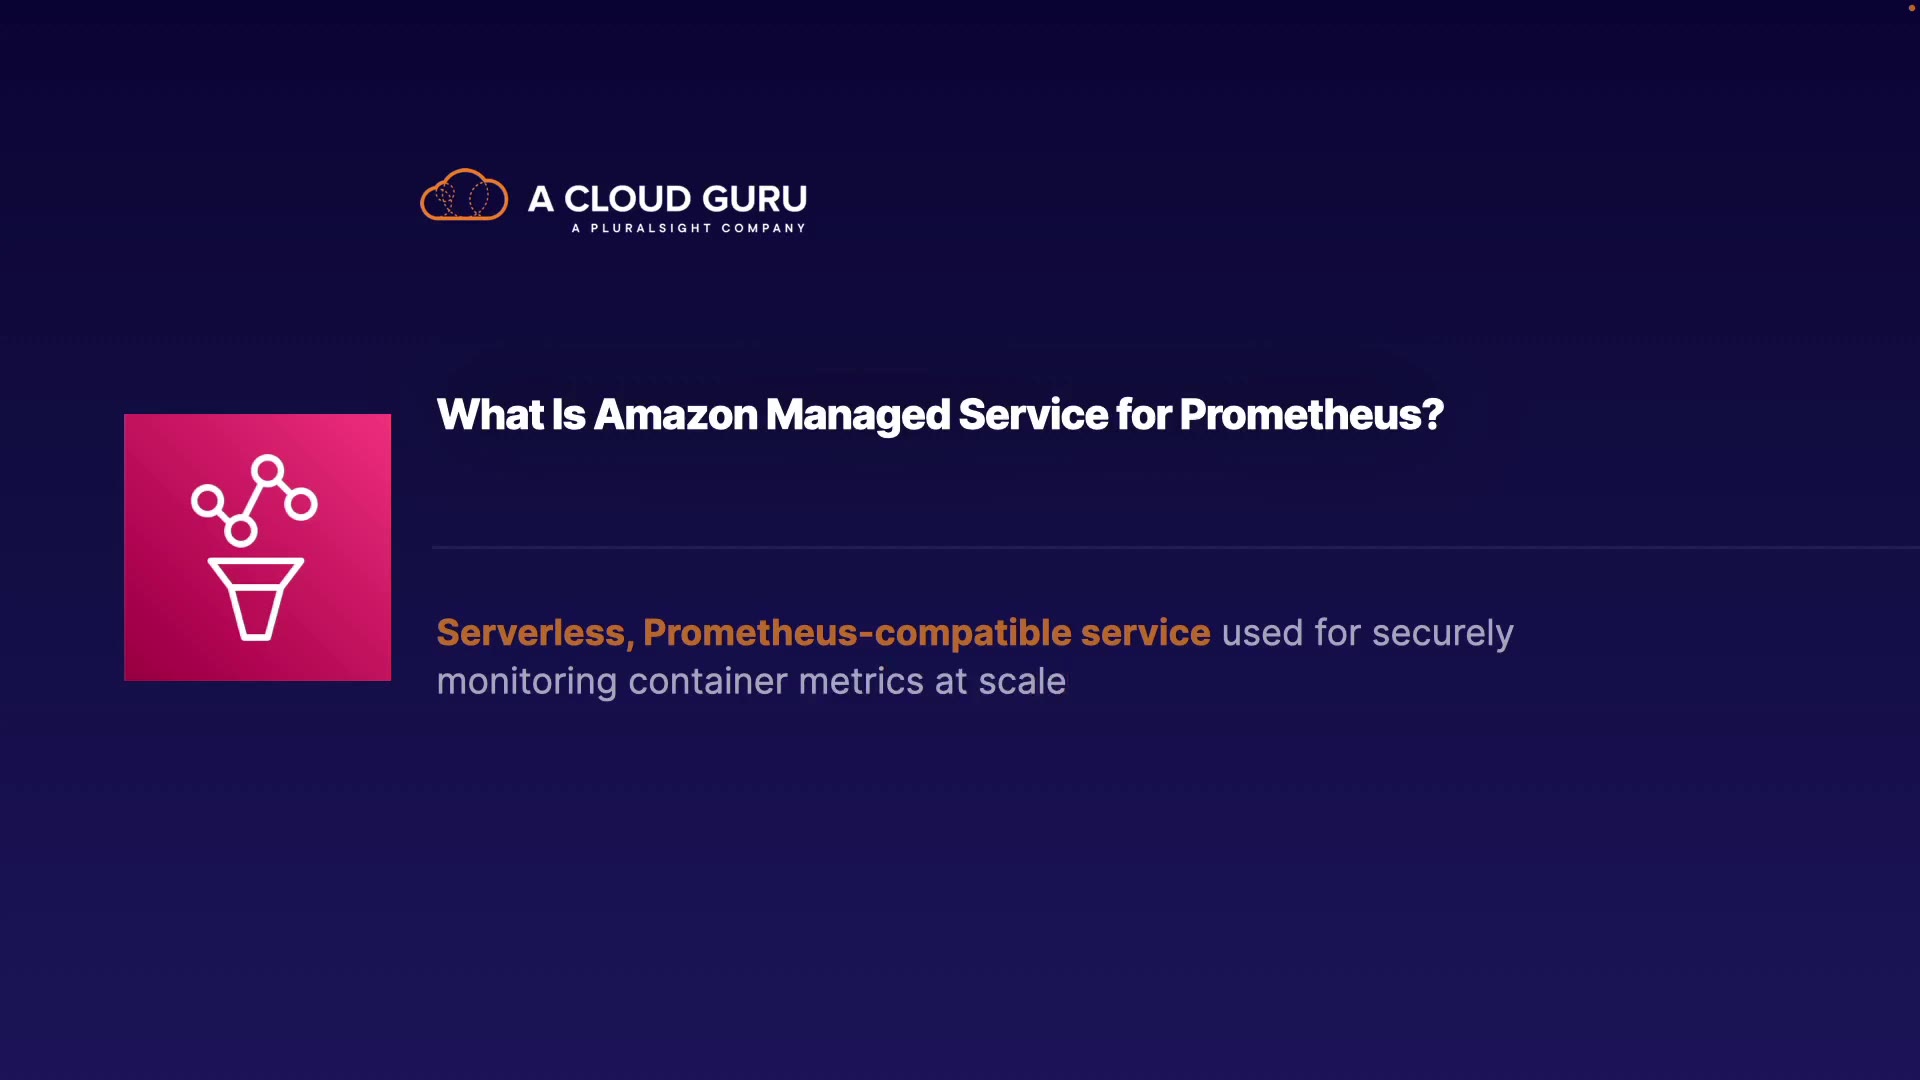 A CLOUD GURU
A PLURALSIGHT COMPANY
What Is Amazon Managed Service for Prometheus?
Serverless, Prometheus-compatible service used for securely
monitoring container metrics at scale